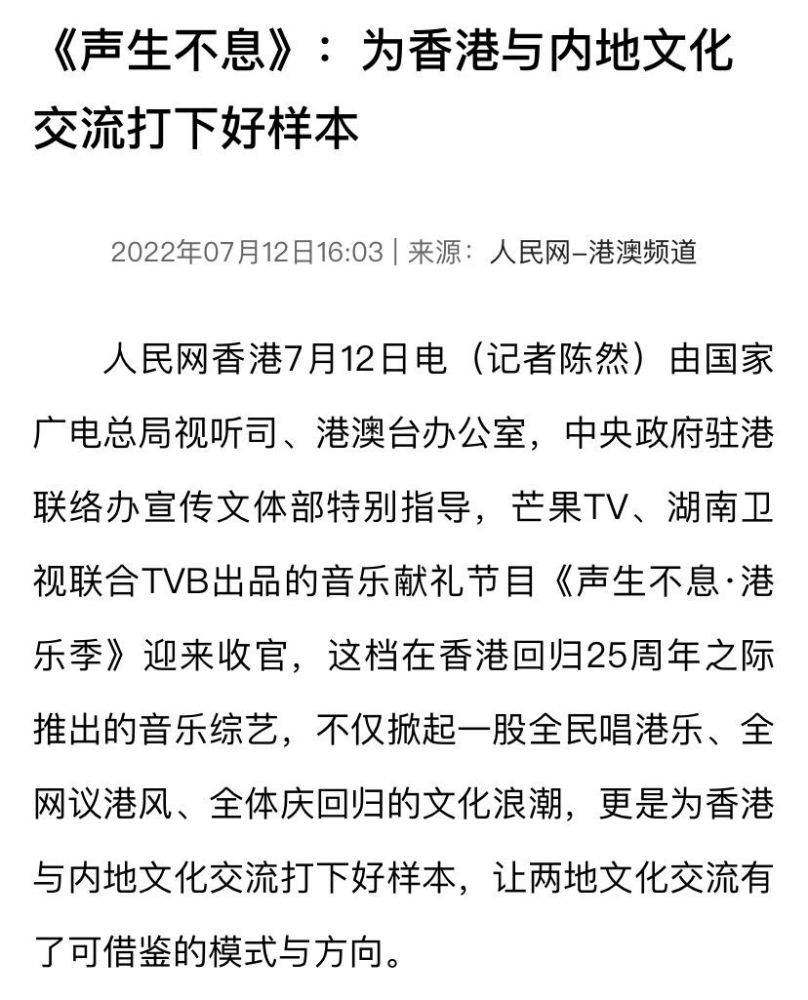 《声生不息》：为香港与内地文化
交流打下好样本
2022年07月12日16:03 | 来源：人民网-港澳频道
人民网香港7月12日电（记者陈然）由国家
广电总局视听司、港澳台办公室，中央政府驻港
联络办宣传文体部特别指导，芒果TV、湖南卫
视联合TVB出品的音乐献礼节目《声生不息·港
乐季》迎来收官，这档在香港回归25周年之际
推出的音乐综艺，不仅掀起一股全民唱港乐、全
网议港风、全体庆回归的文化浪潮，更是为香港
与内地文化交流打下好样本，让两地文化交流有
了可借鉴的模式与方向。